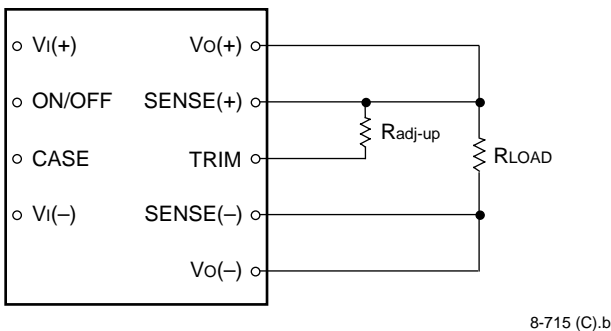 VI(+)
VO(+)
ON/OFF
SENSE(+)
CASE
TRIM
VI(–)
SENSE(–)
VO(–)
Radj-up
RLOAD
8-715 (C).b